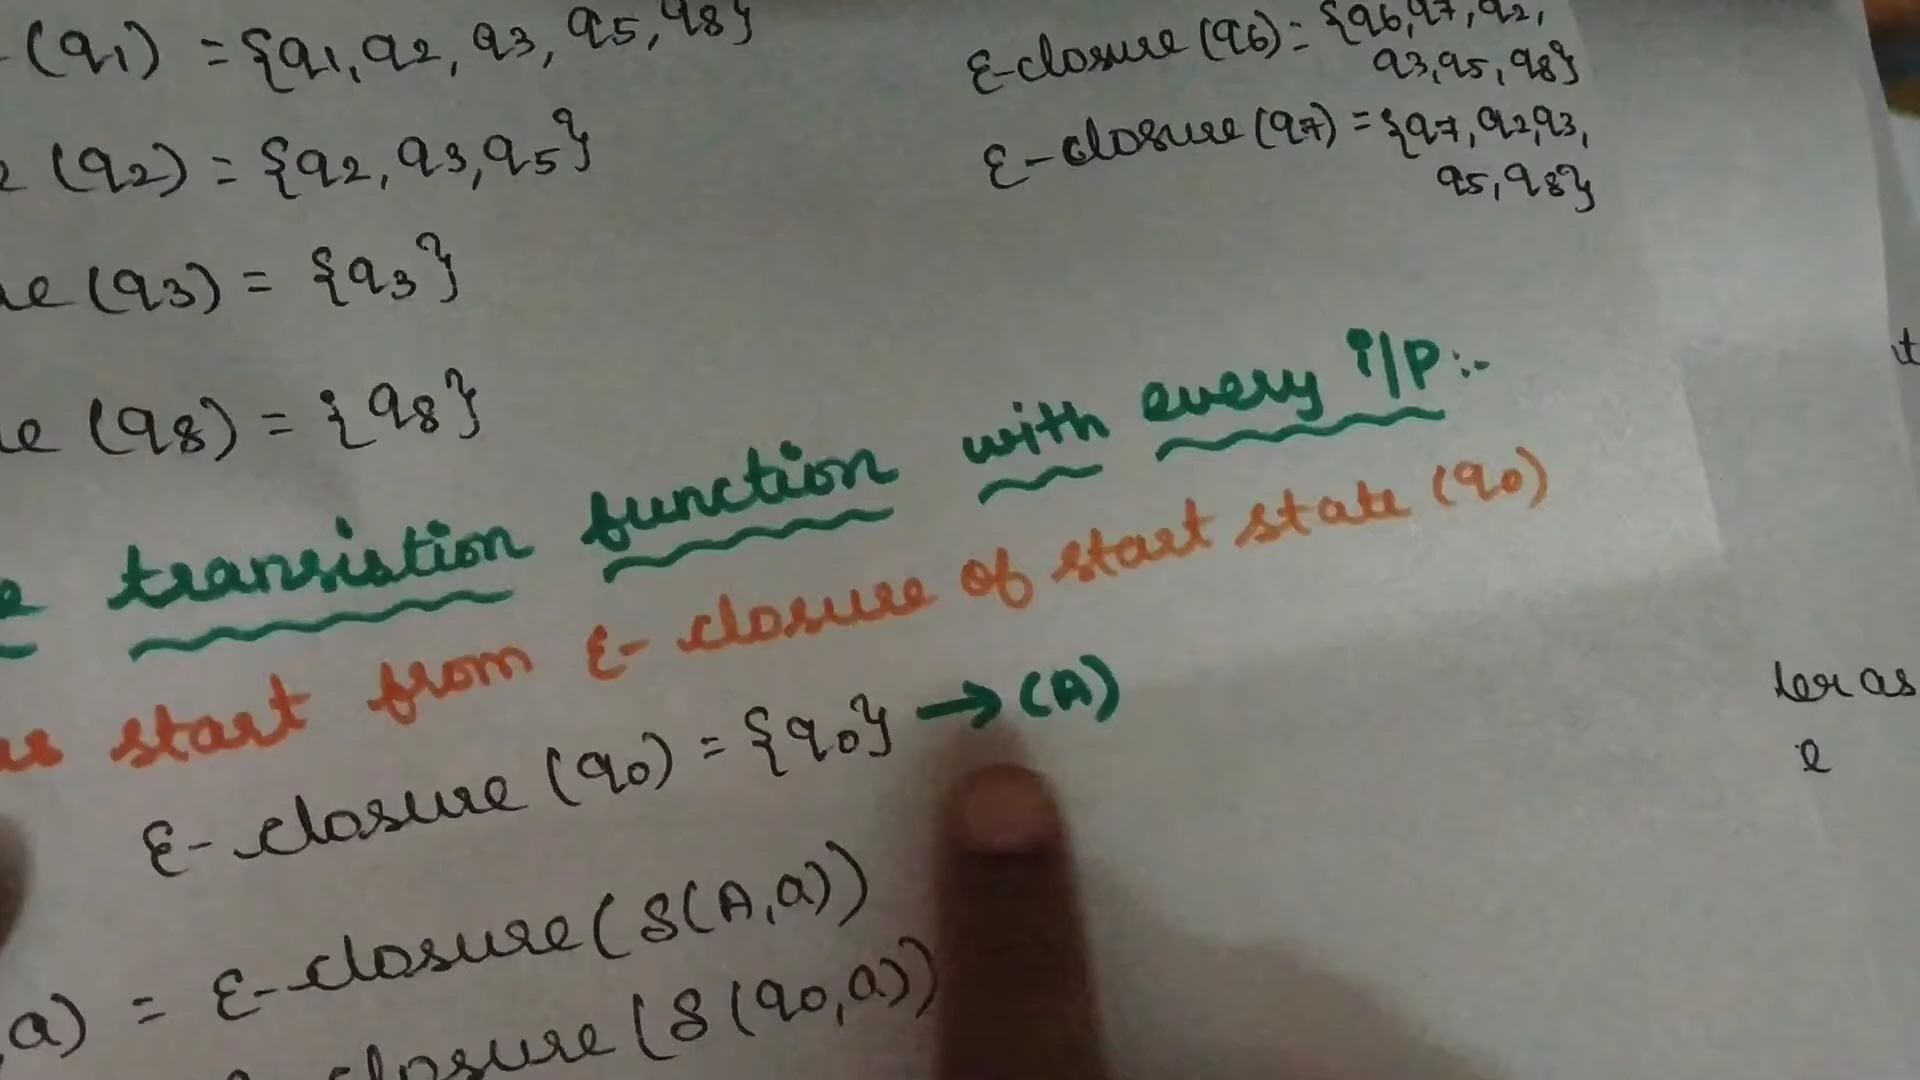 (q1) = {q1, q2, q3, q5, q8}
(q2) = {q2, q3, q5}
(q3) = {q3}
(q8) = {q8}
ε-closure (q6) = {q6, q7, q2,
q3, q5, q8}
ε-closure (q7) = {q7, q2, q3,
q5, q8}
transistion function with every i/p:-
start from ε-closure of start state (q0)
ε-closure (q0) = {q0} → (A)
a) = ε-closure (δ(A,a))
closure (δ(q0,a))